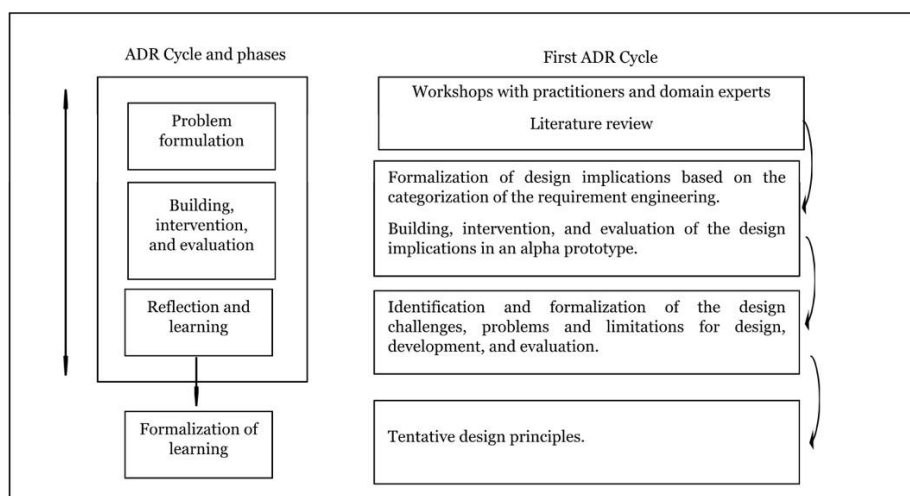 ADR Cycle and phases
Problem
formulation
Building,
intervention,
and evaluation
Reflection and
learning
Formalization of
learning
First ADR Cycle
Workshops with practitioners and domain experts
Literature review
Formalization of design implications based on the
categorization of the requirement engineering.
Building, intervention, and evaluation of the design
implications in an alpha prototype.
Identification and formalization of the design
challenges, problems and limitations for design,
development, and evaluation.
Tentative design principles.